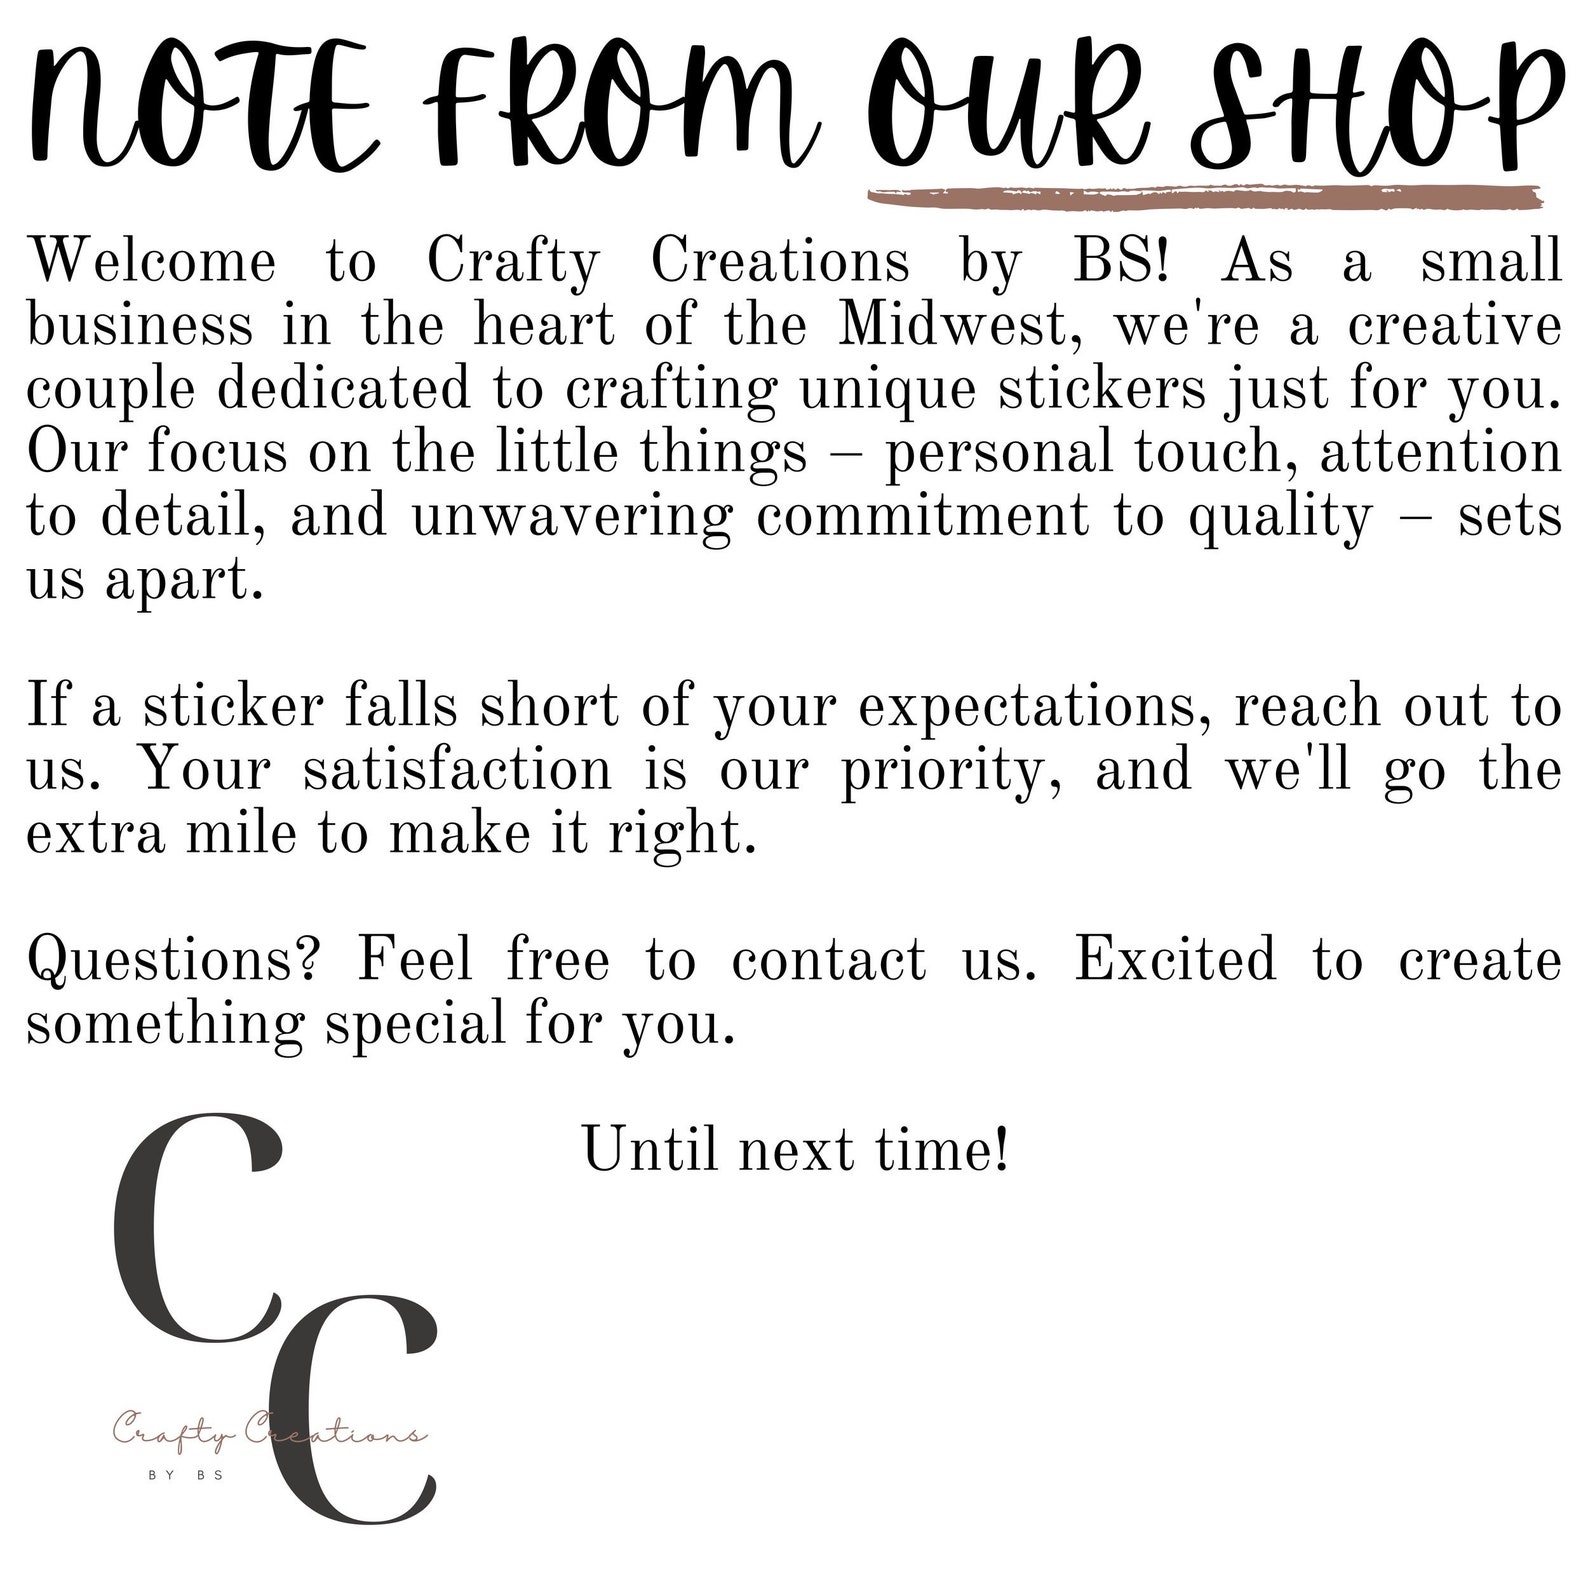 NOTE FROM OUR SHOP
Welcome to Crafty Creations by BS! As a small
business in the heart of the Midwest, we're a creative
couple dedicated to crafting unique stickers just for you.
Our focus on the little things – personal touch, attention
to detail, and unwavering commitment to quality – sets
us apart.
If a sticker falls short of your expectations, reach out to
us. Your satisfaction is our priority, and we'll go the
extra mile to make it right.
Questions? Feel free to contact us. Excited to create
something special for you.
Until next time!
C
C
Crafty Creations
BY BS